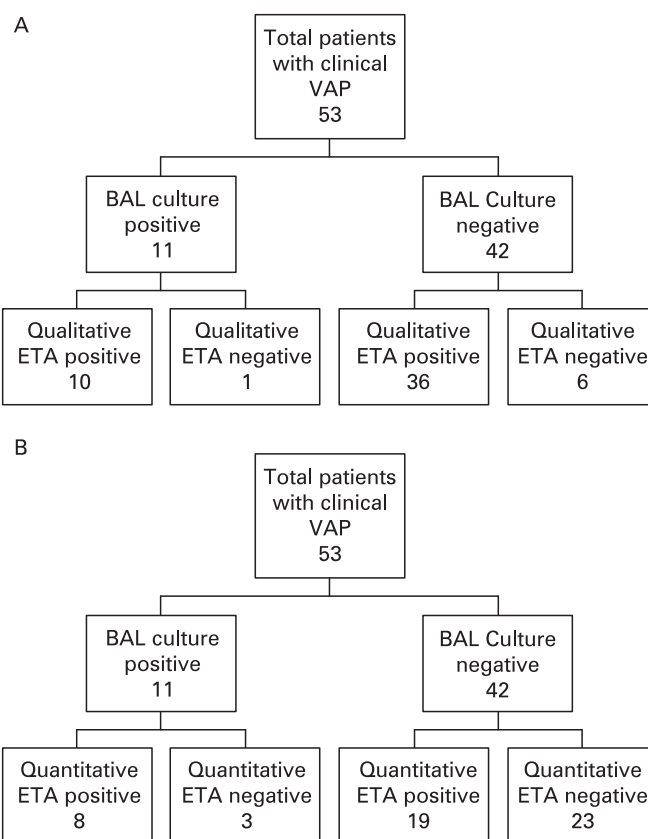 A
Total patients
with clinical
VAP
53
BAL culture
positive
11
BAL Culture
negative
42
Qualitative
ETA positive
10
Qualitative
ETA negative
1
Qualitative
ETA positive
36
Qualitative
ETA negative
6
B
Total patients
with clinical
VAP
53
BAL culture
positive
11
BAL Culture
negative
42
Quantitative
ETA positive
8
Quantitative
ETA negative
3
Quantitative
ETA positive
19
Quantitative
ETA negative
23